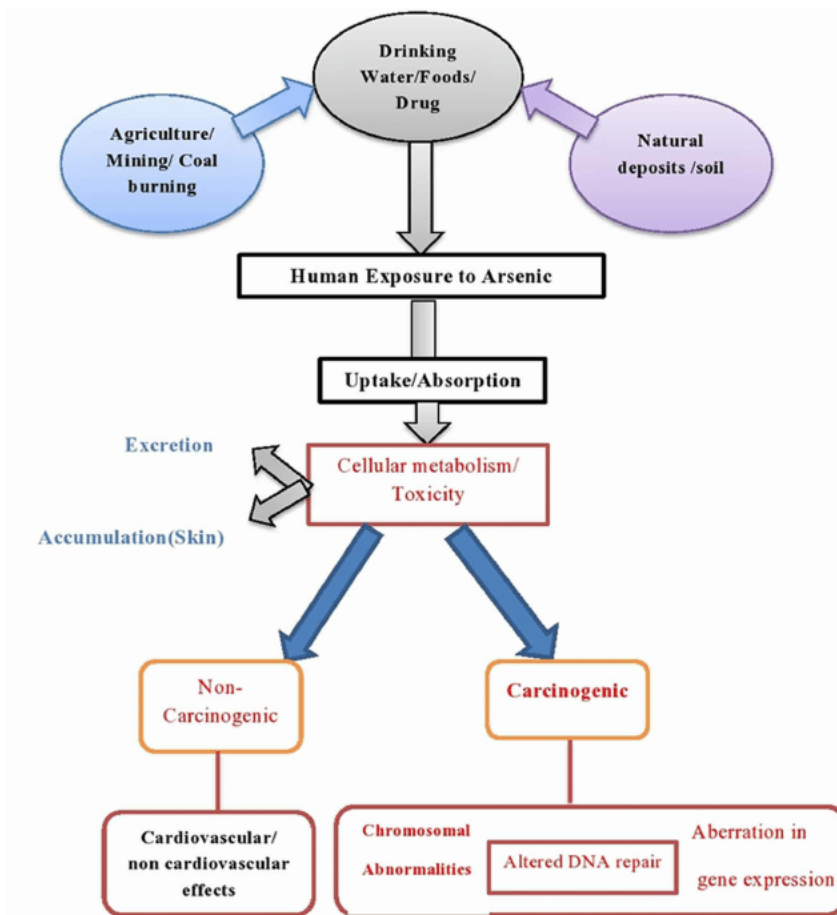 Drinking
Water/Foods/
Drug
Agriculture/
Mining/ Coal
burning
Natural
deposits /soil
Human Exposure to Arsenic
Uptake/Absorption
Excretion
Cellular metabolism/
Toxicity
Accumulation(Skin)
Non-
Carcinogenic
Carcinogenic
Cardiovascular/
non cardiovascular
effects
Chromosomal
Abnormalities
Altered DNA repair
Aberration in
gene expression